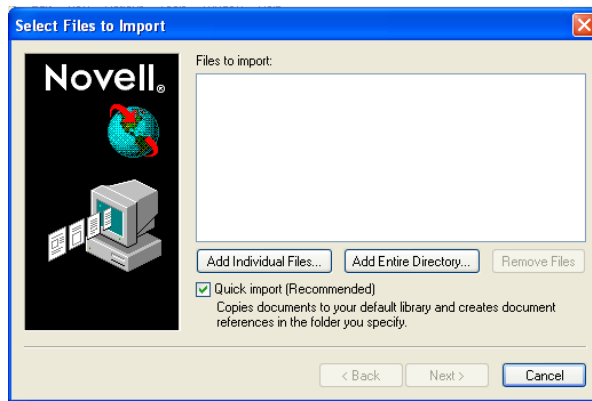 Select Files to Import
Novell®
Files to import:
Add Individual Files...
Add Entire Directory...
Remove Files
Quick import (Recommended)
Copies documents to your default library and creates document
references in the folder you specify.
< Back
Next >
Cancel